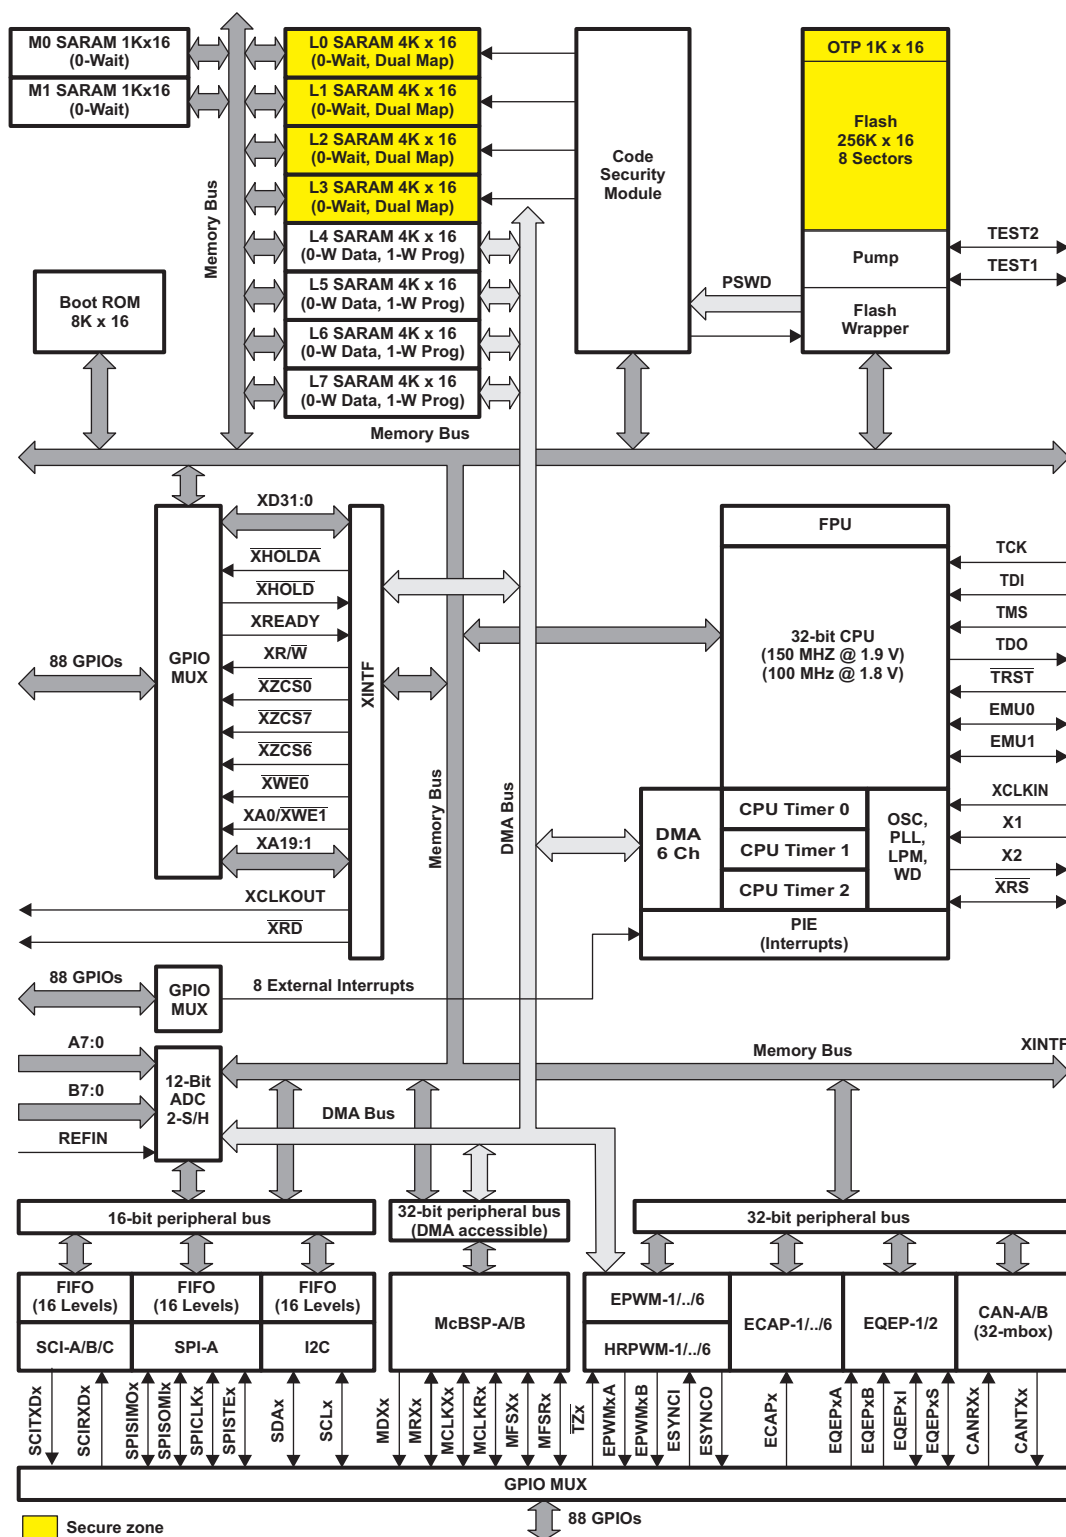 M0 SARAM 1Kx16
(0-Wait)
M1 SARAM 1Kx16
(0-Wait)
L0 SARAM 4K x 16
(0-Wait, Dual Map)
L1 SARAM 4K x 16
(0-Wait, Dual Map)
L2 SARAM 4K x 16
(0-Wait, Dual Map)
L3 SARAM 4K x 16
(0-Wait, Dual Map)
L4 SARAM 4K x 16
(0-W Data, 1-W Prog)
L5 SARAM 4K x 16
(0-W Data, 1-W Prog)
L6 SARAM 4K x 16
(0-W Data, 1-W Prog)
L7 SARAM 4K x 16
(0-W Data, 1-W Prog)
Memory Bus
Boot ROM
8K x 16
Code
Security
Module
OTP 1K x 16
Flash
256K x 16
8 Sectors
Pump
Flash
Wrapper
TEST2
TEST1
PSWD
Memory Bus
XD31:0
XHOLDA
XHOLD
XREADY
XR/W
XZCS0
XZCS7
XZCS6
XWE0
XA0/XWE1
XA19:1
XCLKOUT
XRD
88 GPIOs
GPIO
MUX
XINTF
Memory Bus
DMA Bus
FPU
32-bit CPU
(150 MHZ @ 1.9 V)
(100 MHz @ 1.8 V)
TCK
TDI
TMS
TDO
TRST
EMU0
EMU1
XCLKIN
X1
X2
XRS
DMA
6 Ch
CPU Timer 0
CPU Timer 1
CPU Timer 2
OSC,
PLL,
LPM,
WD
PIE
(Interrupts)
88 GPIOs
GPIO
MUX
8 External Interrupts
A7:0
B7:0
REFIN
12-Bit
ADC
2-S/H
Memory Bus
XINTF
DMA Bus
16-bit peripheral bus
32-bit peripheral bus
(DMA accessible)
32-bit peripheral bus
FIFO
(16 Levels)
FIFO
(16 Levels)
FIFO
(16 Levels)
SCI-A/B/C
SPI-A
I2C
McBSP-A/B
EPWM-1/../6
HRPWM-1/../6
ECAP-1/../6
EQEP-1/2
CAN-A/B
(32-mbox)
SCITXDx
SCIRXDx
SPISIMOx
SPISOMIx
SPICLKx
SPISTEx
SDAx
SCLx
MDXx
MRXx
MCLKXx
MCLKRx
MFSXx
MFSRx
TZx
EPWMxA
EPWMxB
ESYNCI
ESYNCO
ECAPx
EQEPxA
EQEPxB
EQEPxI
EQEPxS
CANRXx
CANTXx
GPIO MUX
88 GPIOs
Secure zone